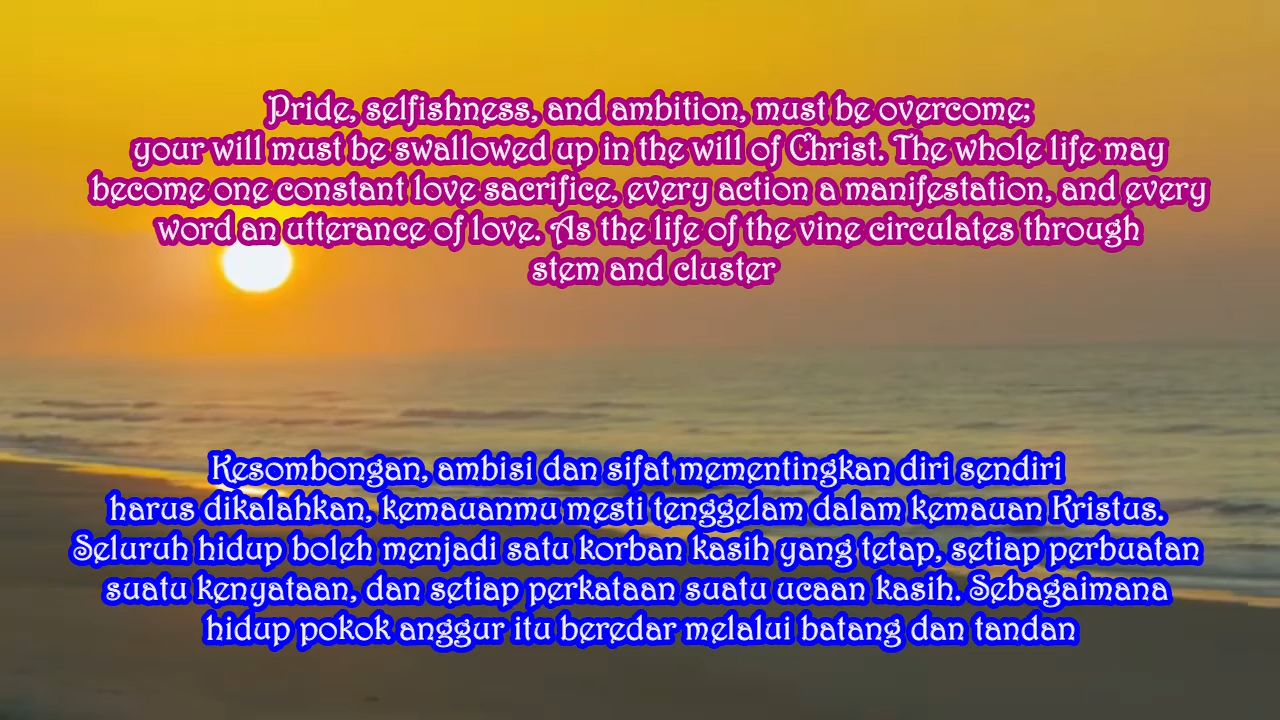 Pride, selfishness, and ambition, must be overcome;
your will must be swallowed up in the will of Christ. The whole life may
become one constant love sacrifice, every action a manifestation, and every
word an utterance of love. As the life of the vine circulates through
stem and cluster
Kesombongan, ambisi dan sifat mementingkan diri sendiri
harus dikalahkan, kemauanmu mesti tenggelam dalam kemauan Kristus.
Seluruh hidup boleh menjadi satu korban kasih yang tetap, setiap perbuatan
suatu kenyataan, dan setiap perkataan suatu ucaan kasih. Sebagaimana
hidup pokok anggur itu beredar melalui batang dan tandan